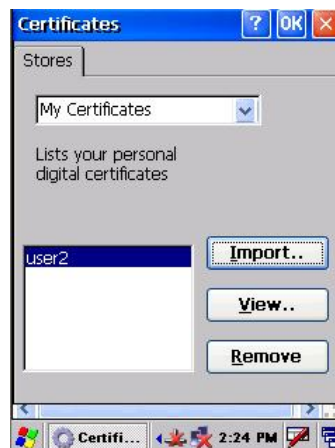 Certificates ? OK ×
Stores
My Certificates
Lists your personal
digital certificates
user2
Import..
View..
Remove
Certifi... 2:24 PM